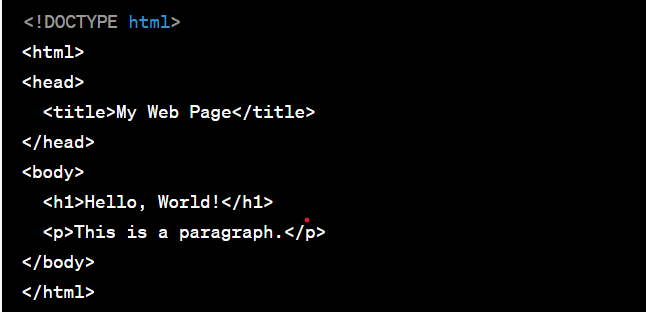 <!DOCTYPE html>
<html>
<head>
  <title>My Web Page</title>
</head>
<body>
  <h1>Hello, World!</h1>
  <p>This is a paragraph.</p>
</body>
</html>